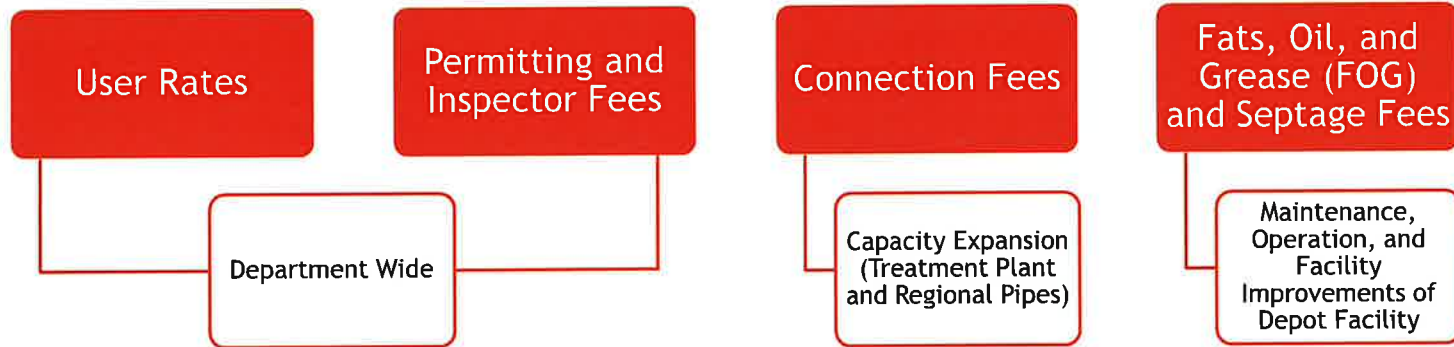 User Rates
Permitting and
Inspector Fees
Connection Fees
Fats, Oil, and
Grease (FOG)
and Septage Fees
Department Wide
Capacity Expansion
(Treatment Plant
and Regional Pipes)
Maintenance,
Operation, and
Facility
Improvements of
Depot Facility